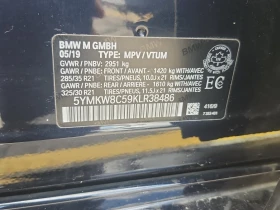 BMW M GMBH
05/19 TYPE: MPV / VTUM
GVWR / PNBV: 2951 kg
GAWR / PNBE: FRONT / AVANT - 1420 kg WITH/AVEC
285/35 R21 TIRES/PNEUS, RIMS/JANTES, 10.0 J x 21
GAWR / PNBE: REAR / ARRIERE - 1610 kg WITH/AVEC
325/30 R21 TIRES/PNEUS, RIMS/JANTES, 11.5J x 21
5YMKW8C59KLR38486
EC